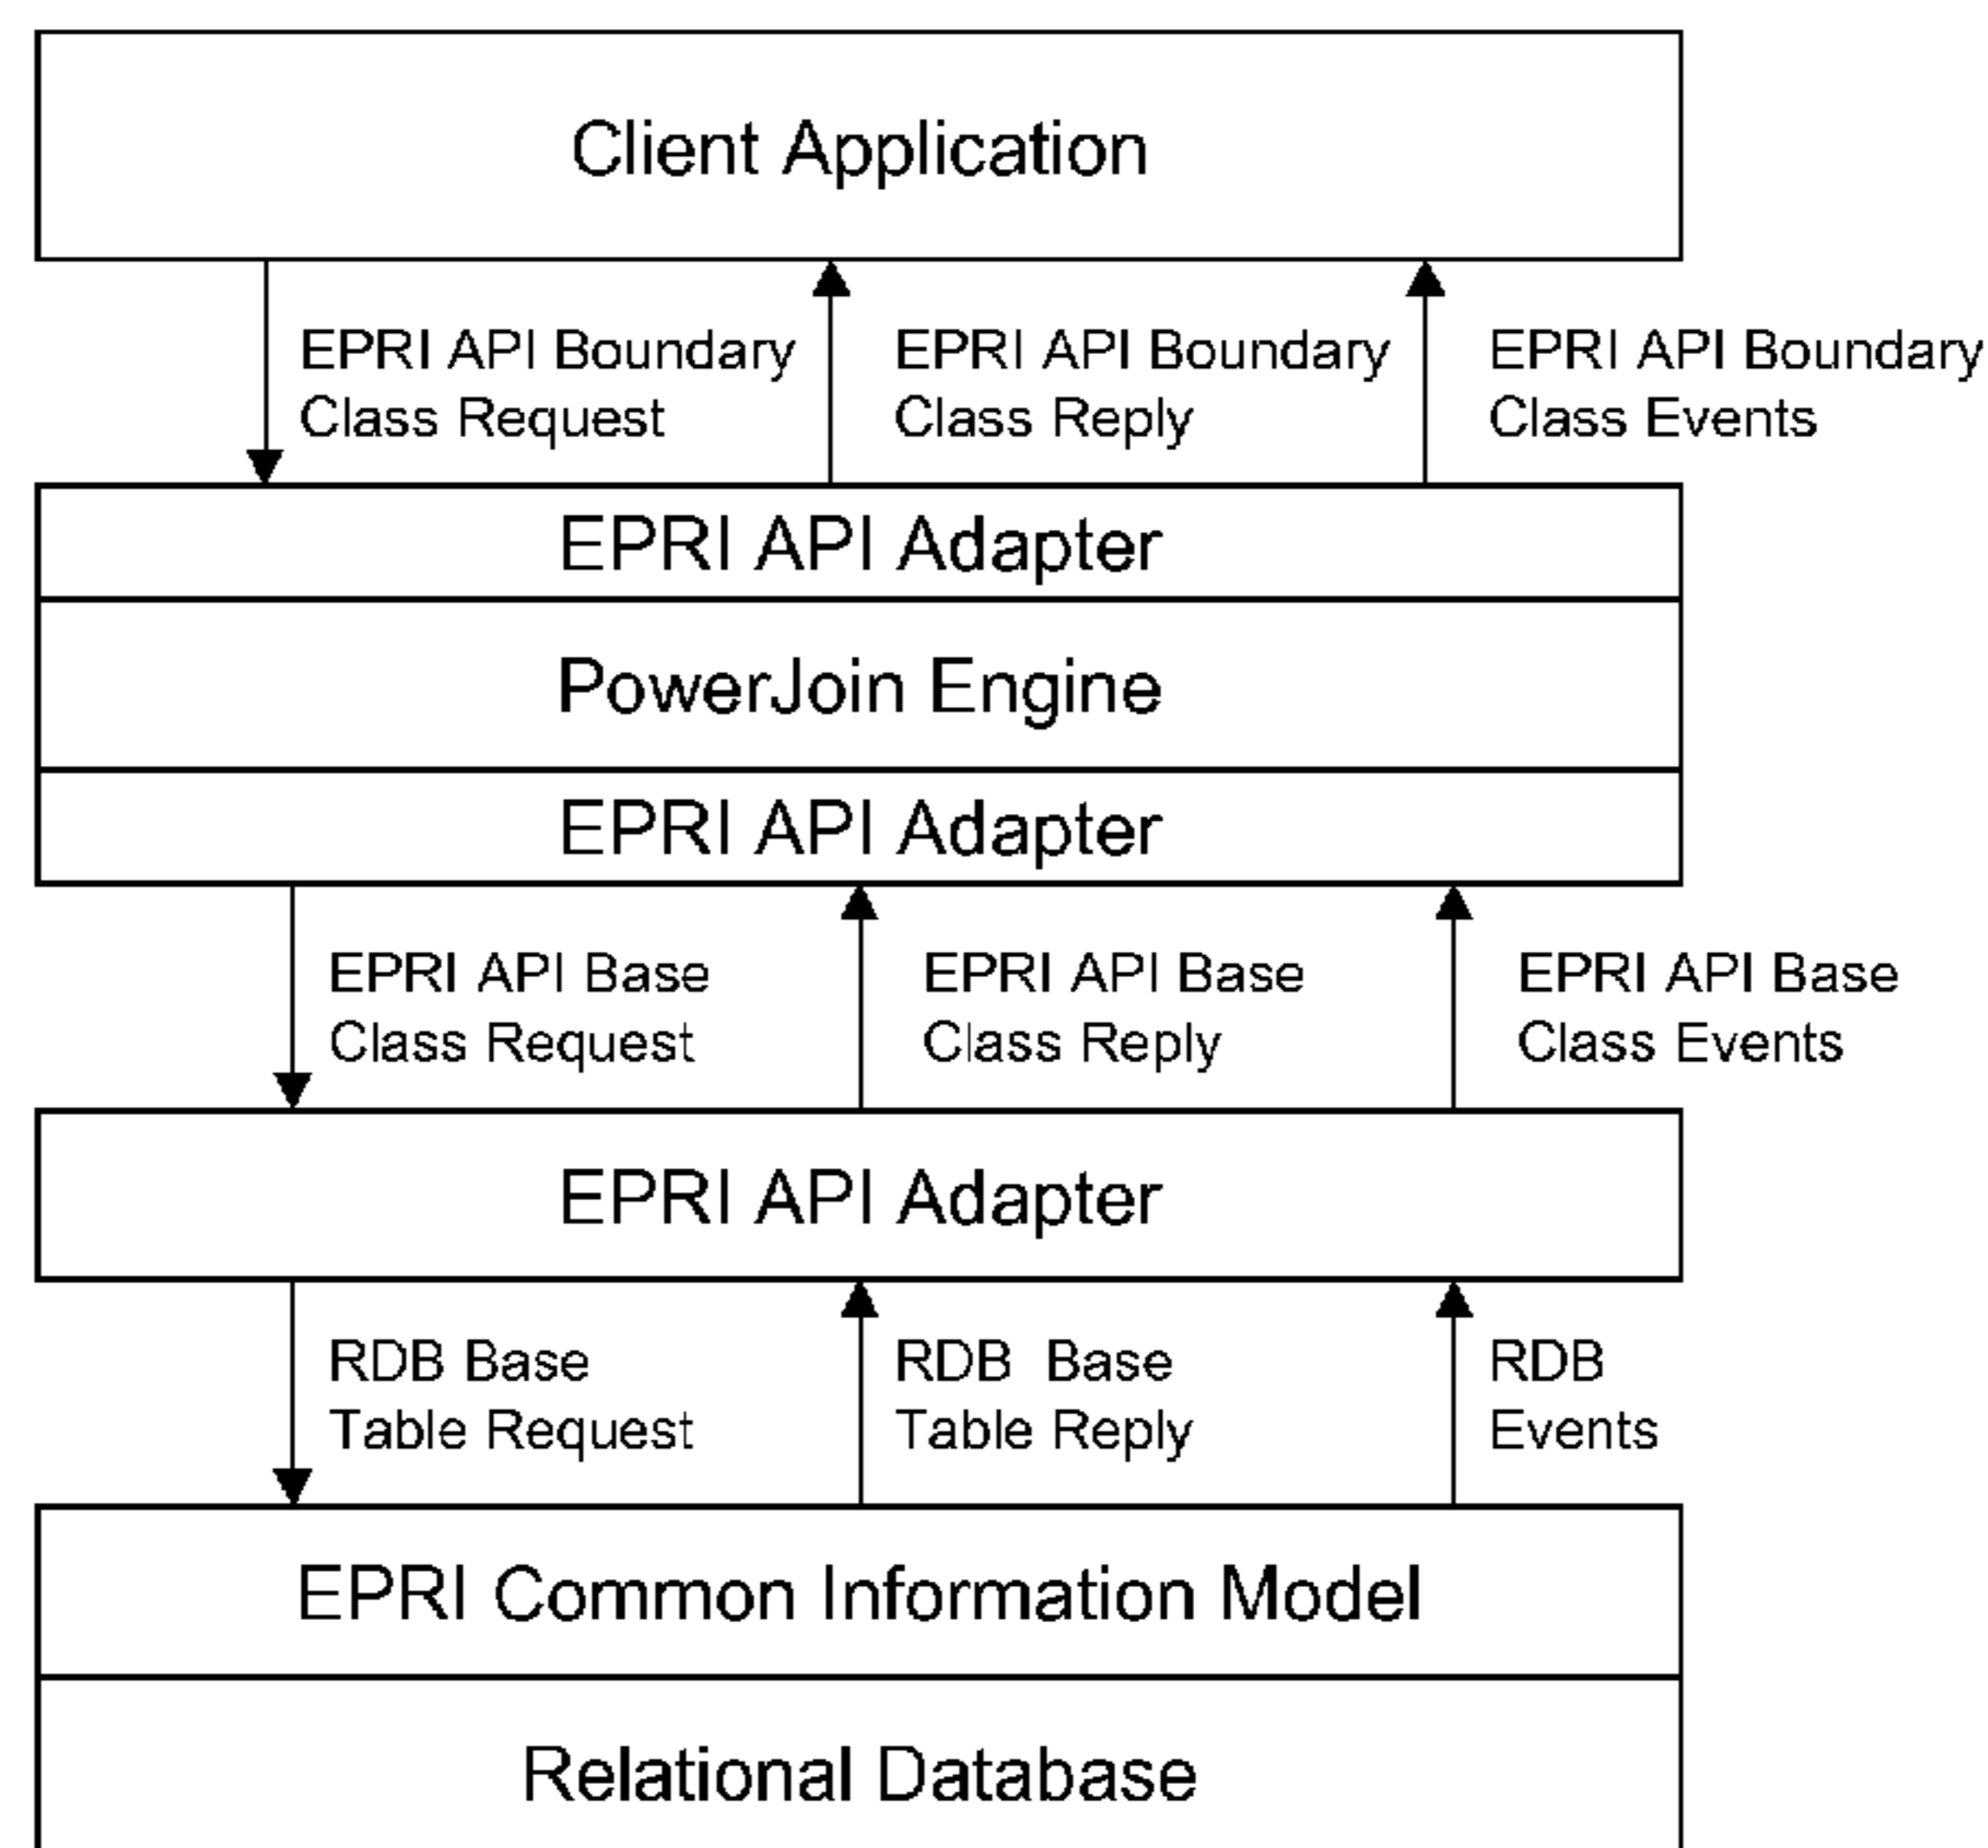 Client Application
EPRI API Boundary
Class Request
EPRI API Boundary
Class Reply
EPRI API Boundary
Class Events
EPRI API Adapter
PowerJoin Engine
EPRI API Adapter
EPRI API Base
Class Request
EPRI API Base
Class Reply
EPRI API Base
Class Events
EPRI API Adapter
RDB Base
Table Request
RDB Base
Table Reply
RDB
Events
EPRI Common Information Model
Relational Database